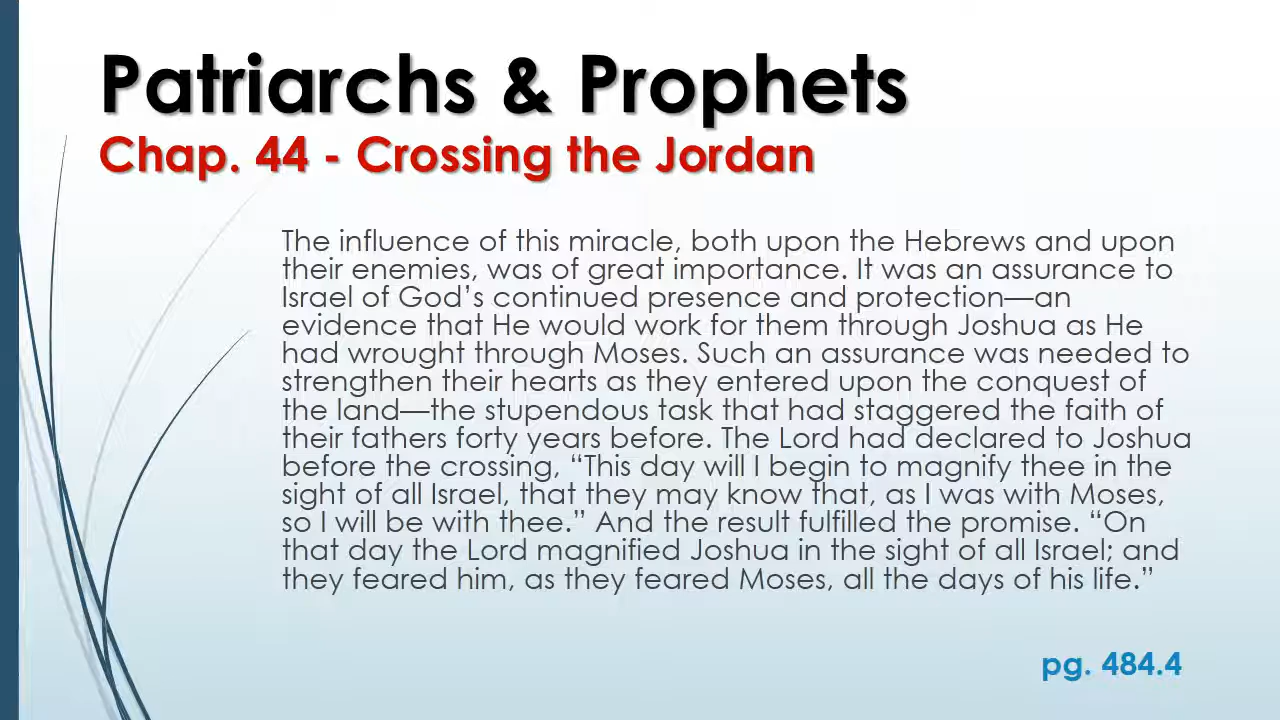 Patriarchs & Prophets
Chap. 44 - Crossing the Jordan
The influence of this miracle, both upon the Hebrews and upon
their enemies, was of great importance. It was an assurance to
Israel of God’s continued presence and protection—an
evidence that He would work for them through Joshua as He
had wrought through Moses. Such an assurance was needed to
strengthen their hearts as they entered upon the conquest of
the land—the stupendous task that had staggered the faith of
their fathers forty years before. The Lord had declared to Joshua
before the crossing, “This day will I begin to magnify thee in the
sight of all Israel, that they may know that, as I was with Moses,
so I will be with thee.” And the result fulfilled the promise. “On
that day the Lord magnified Joshua in the sight of all Israel; and
they feared him, as they feared Moses, all the days of his life.”
pg. 484.4